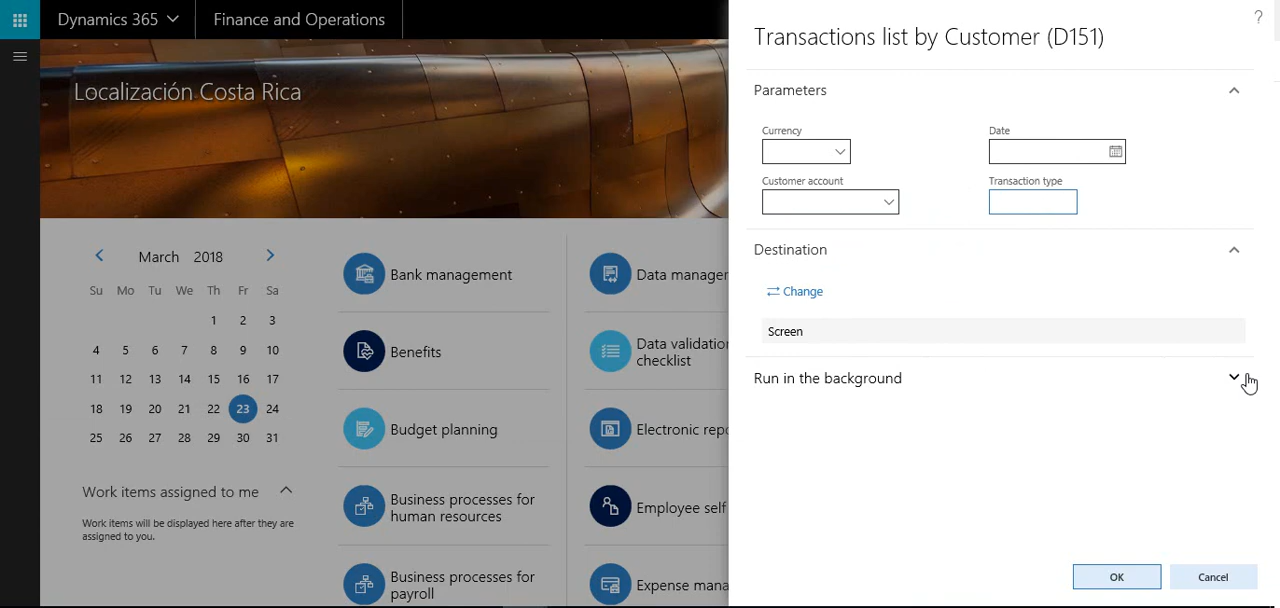 Dynamics 365
Finance and Operations
?
Localización Costa Rica
March 2018
Su Mo Tu We Th Fr Sa
1 2 3
4 5 6 7 8 9 10
11 12 13 14 15 16 17
18 19 20 21 22 23 24
25 26 27 28 29 30 31
Work items assigned to me
Work items will be displayed here after they are
assigned to you.
Bank management
Benefits
Budget planning
Business processes for
human resources
Business processes for
payroll
Data manager
Data validation
checklist
Electronic repo
Employee self
Expense mana
Transactions list by Customer (D151)
Parameters
Currency
Date
Customer account
Transaction type
Destination
Change
Screen
Run in the background
OK
Cancel